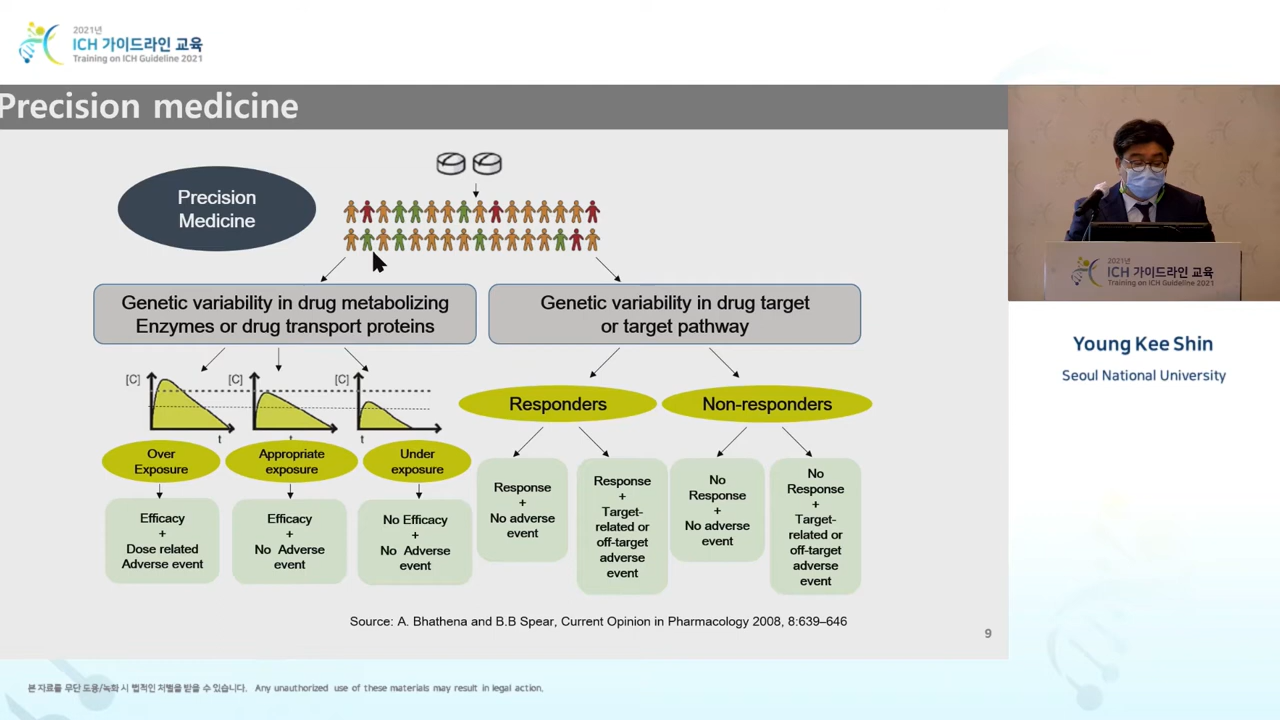 2021년
ICH 가이드라인 교육
Training on ICH Guideline 2021
Precision medicine
Precision
Medicine
Genetic variability in drug metabolizing
Enzymes or drug transport proteins
Genetic variability in drug target
or target pathway
[C]
[C]
[C]
t
t
t
Responders
Non-responders
Over
Exposure
Appropriate
exposure
Under
exposure
Efficacy
+
Dose related
Adverse event
Efficacy
+
No Adverse
event
No Efficacy
+
No Adverse
event
Response
+
No adverse
event
Response
+
Target-
related or
off-target
adverse
event
No
Response
+
No adverse
event
No
Response
+
Target-
related or
off-target
adverse
event
Source: A. Bhathena and B.B Spear, Current Opinion in Pharmacology 2008, 8:639–646
9
2021년
ICH 가이드라인 교육
Training on ICH Guideline 2021
Young Kee Shin
Seoul National University
본 자료를 무단 도용/녹화 시 법적인 처벌을 받을 수 있습니다. Any unauthorized use of these materials may result in legal action.